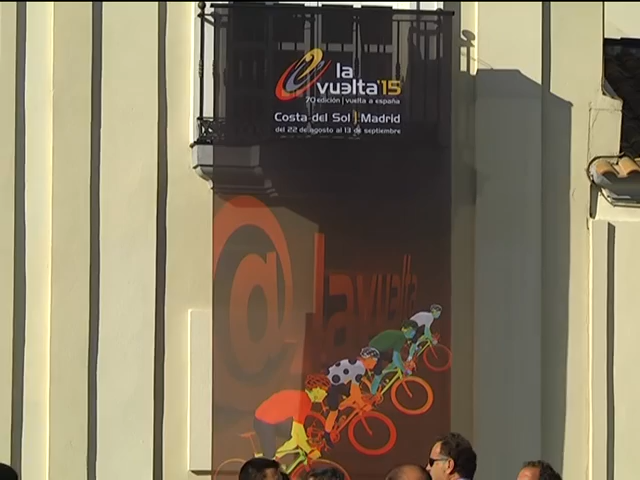 la
vuelta'15
70 edición | vuelta a españa
Costa del Sol | Madrid
del 22 de agosto al 13 de septiembre
@lavuelta